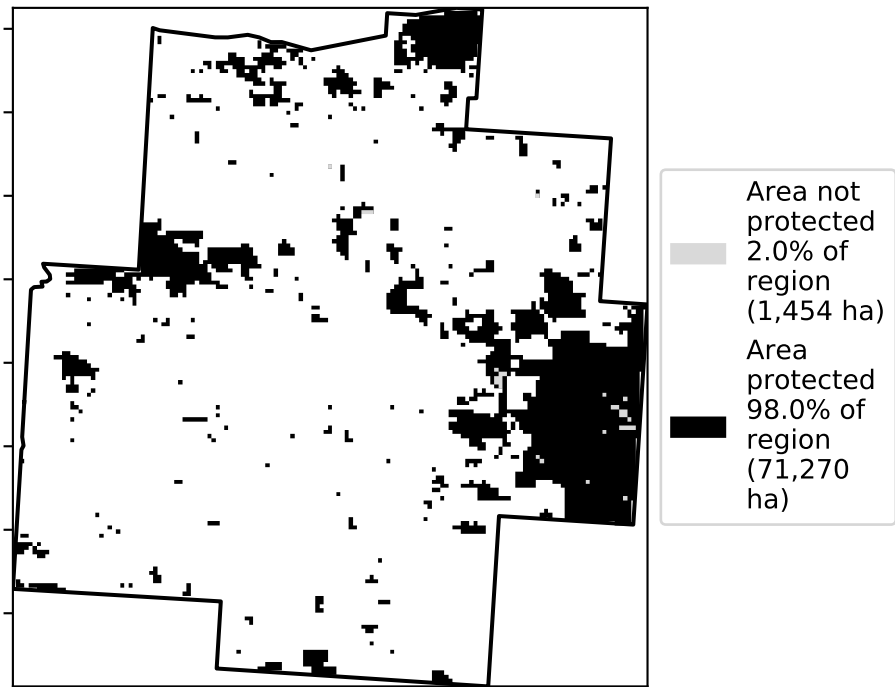 Area not
protected
2.0% of
region
(1,454 ha)
Area
protected
98.0% of
region
(71,270
ha)